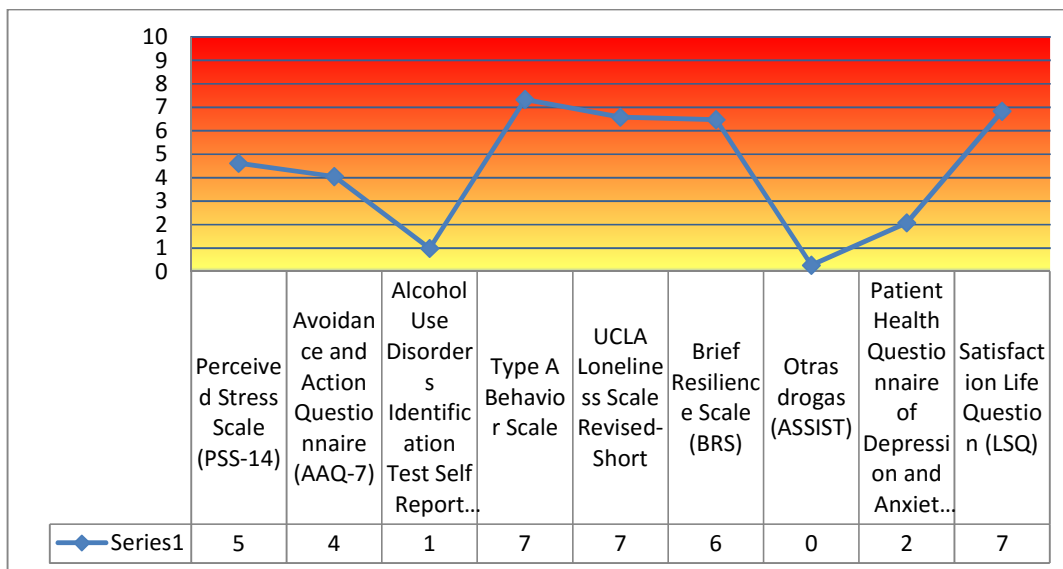 10
9
8
7
6
5
4
3
2
1
0
Perceive
d Stress
Scale
(PSS-14)
Avoidan
ce and
Action
Questio
nnaire
(AAQ-7)
Alcohol
Use
Disorder
s
Identific
ation
Test Self
Report...
Type A
Behavio
r Scale
UCLA
Loneline
ss Scale
Revised-
Short
Brief
Resilienc
e Scale
(BRS)
Otras
drogas
(ASSIST)
Patient
Health
Questio
nnaire
of
Depressi
on and
Anxiet...
Satisfact
ion Life
Questio
n (LSQ)
Series1 5 4 1 7 7 6 0 2 7